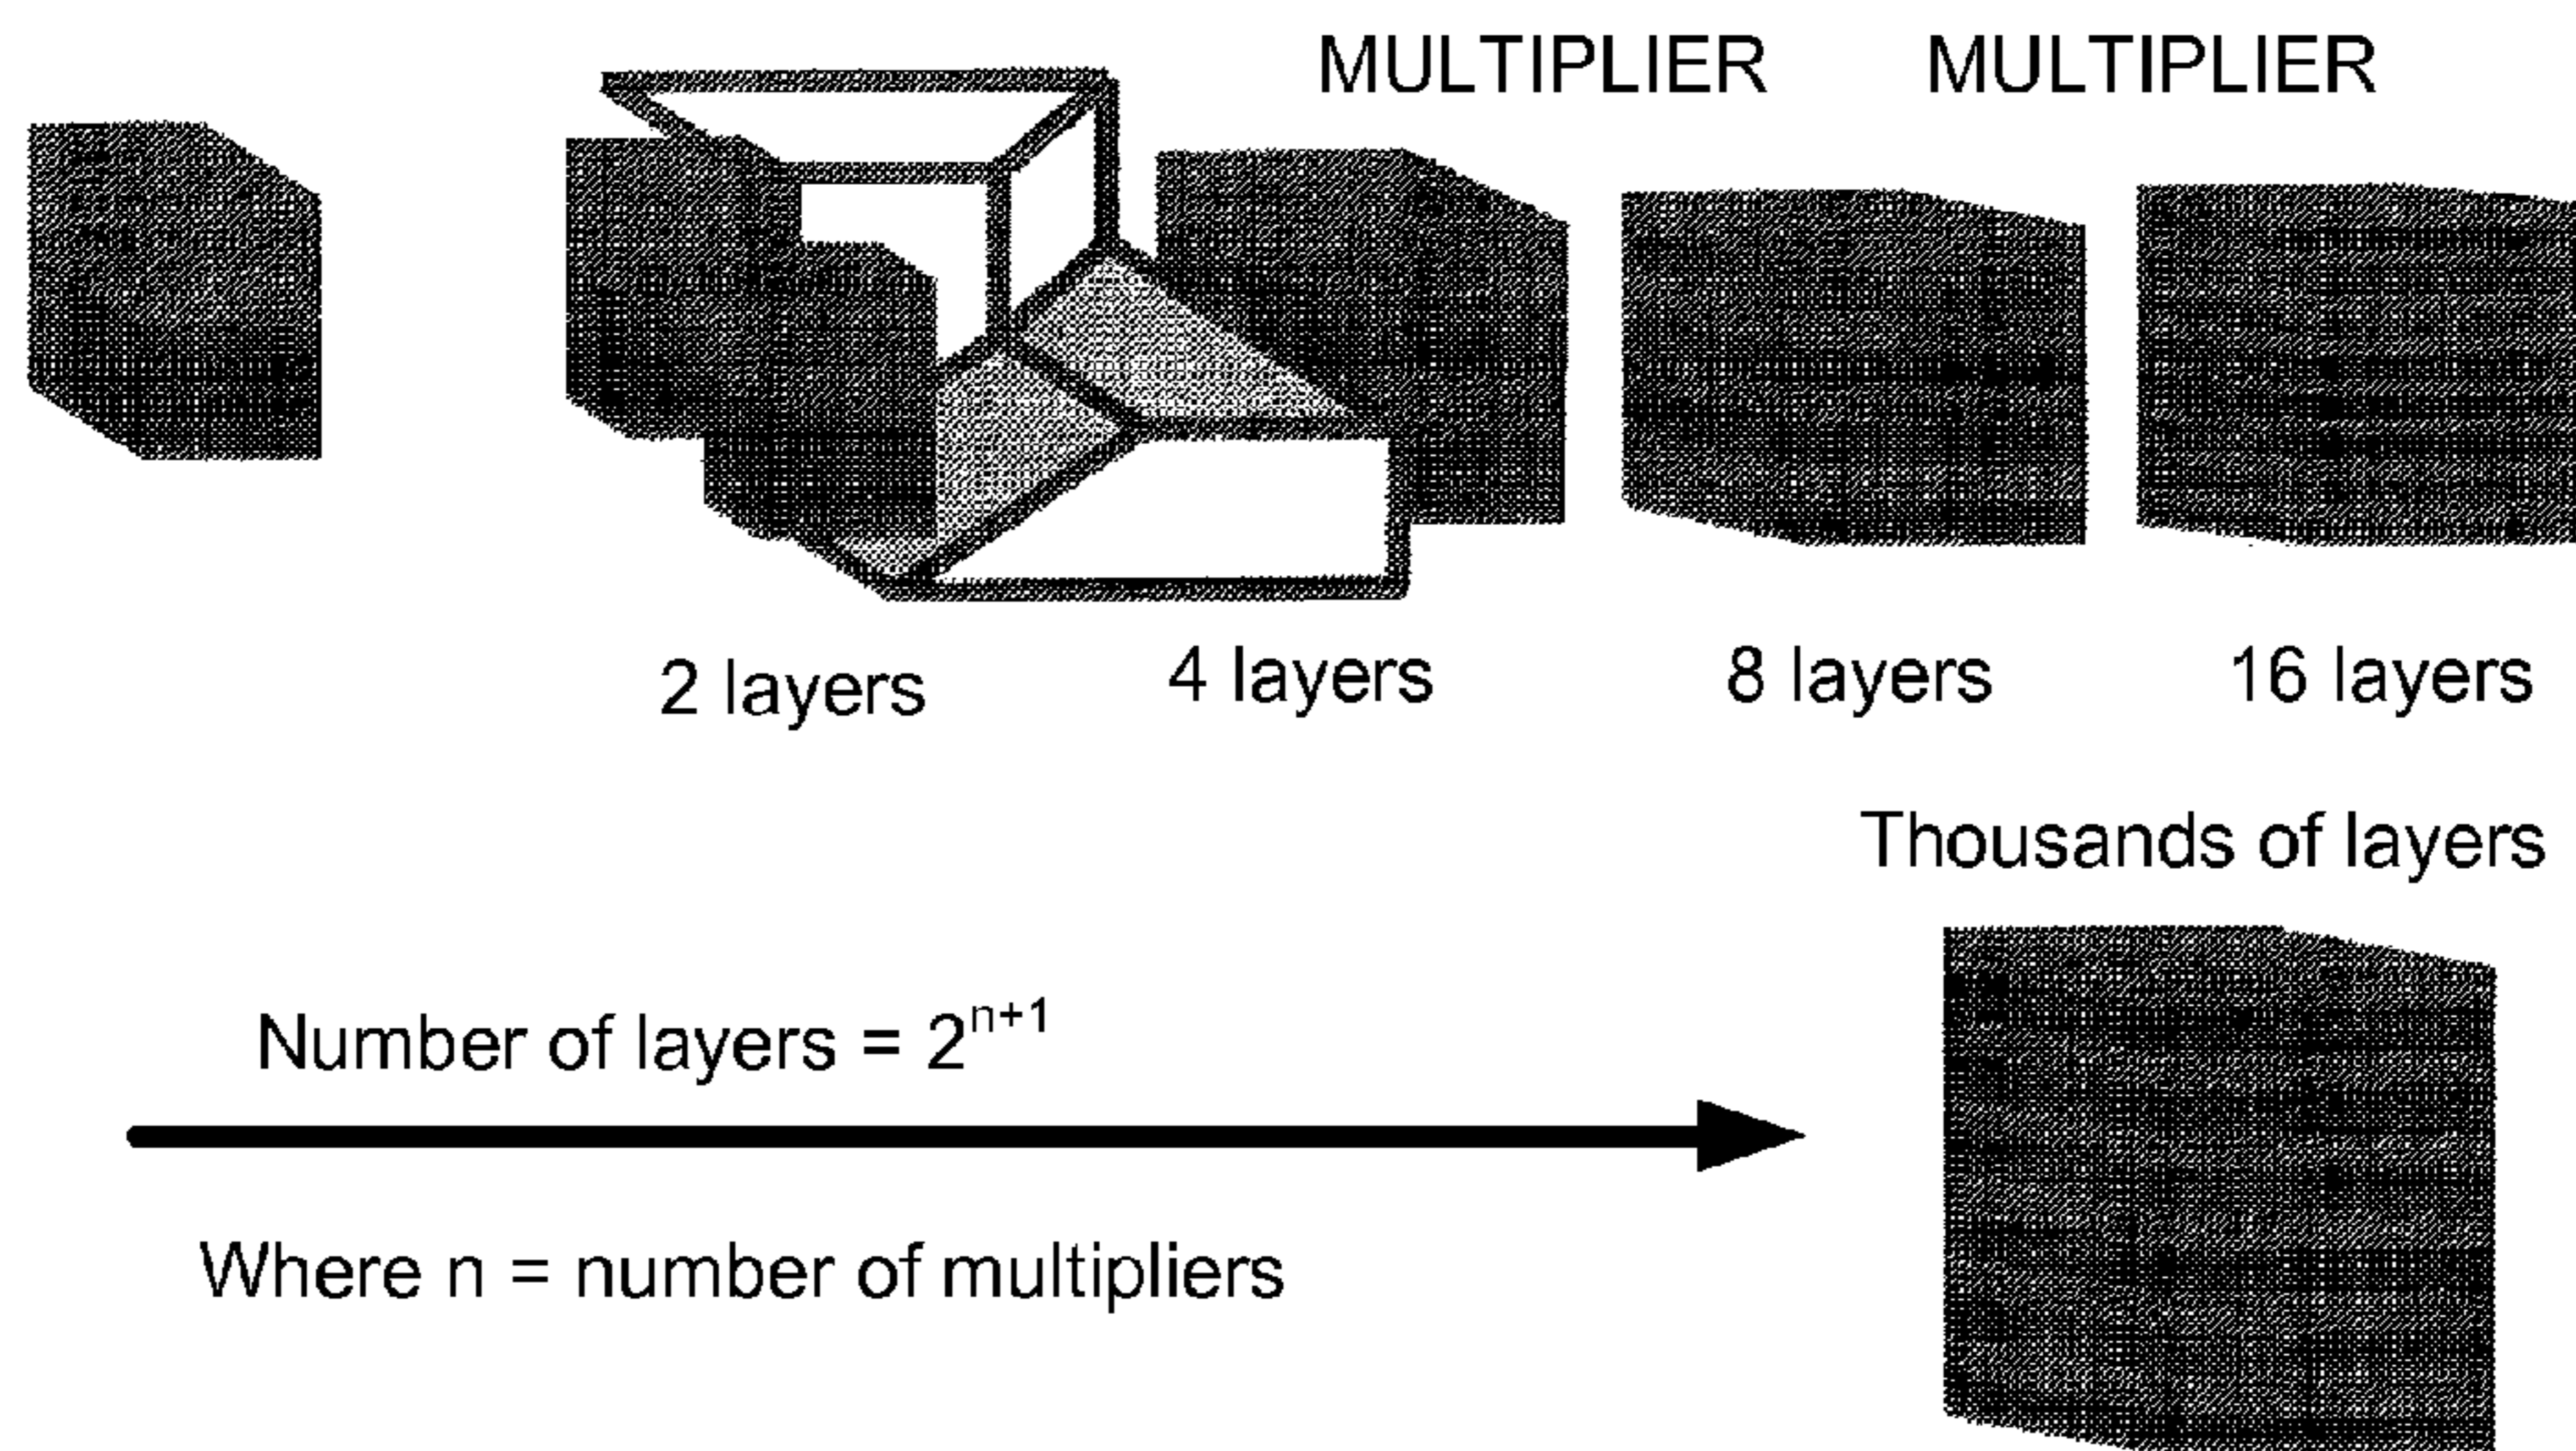 MULTIPLIER MULTIPLIER
2 layers 4 layers 8 layers 16 layers
Thousands of layers
Number of layers = 2^{n+1}
Where n = number of multipliers